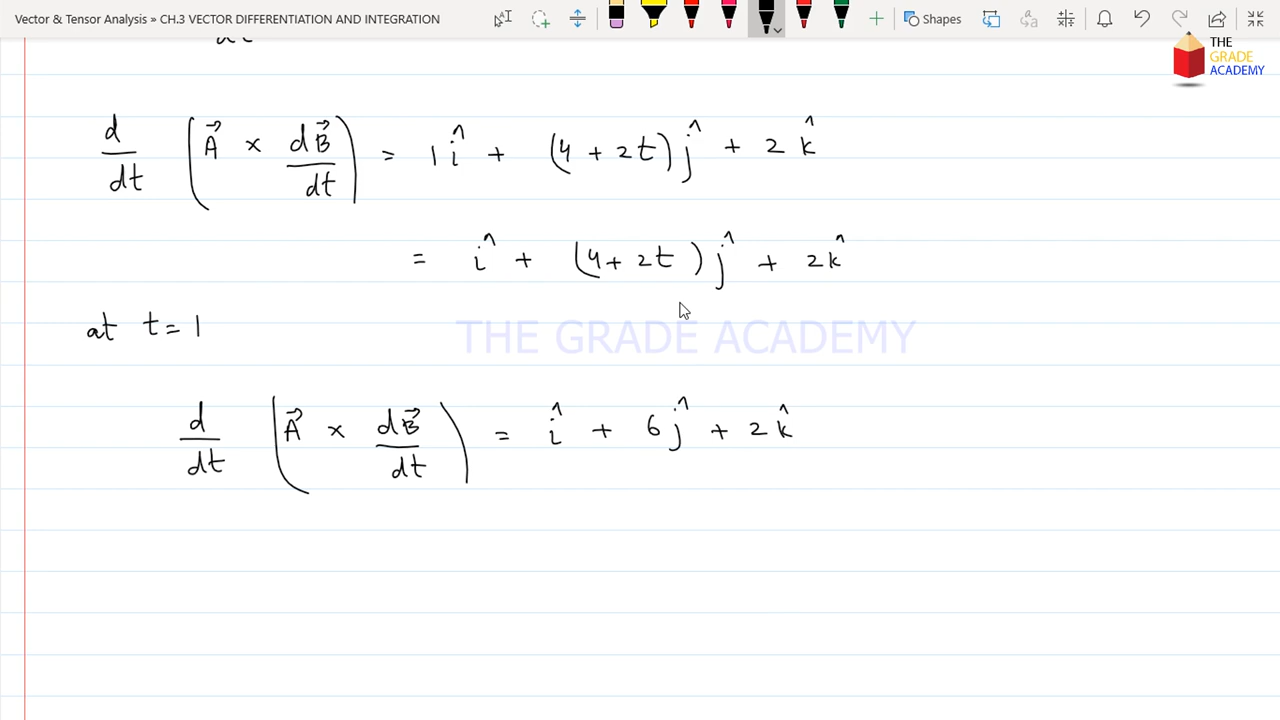 Vector & Tensor Analysis » CH.3 VECTOR DIFFERENTIATION AND INTEGRATION
Shapes
THE
GRADE
ACADEMY
dt
d/dt (A⃗ × dB⃗/dt) = 1î + (4 + 2t)ĵ + 2k̂
= î + (4 + 2t)ĵ + 2k̂
at t = 1
THE GRADE ACADEMY
d/dt (A⃗ × dB⃗/dt) = î + 6ĵ + 2k̂